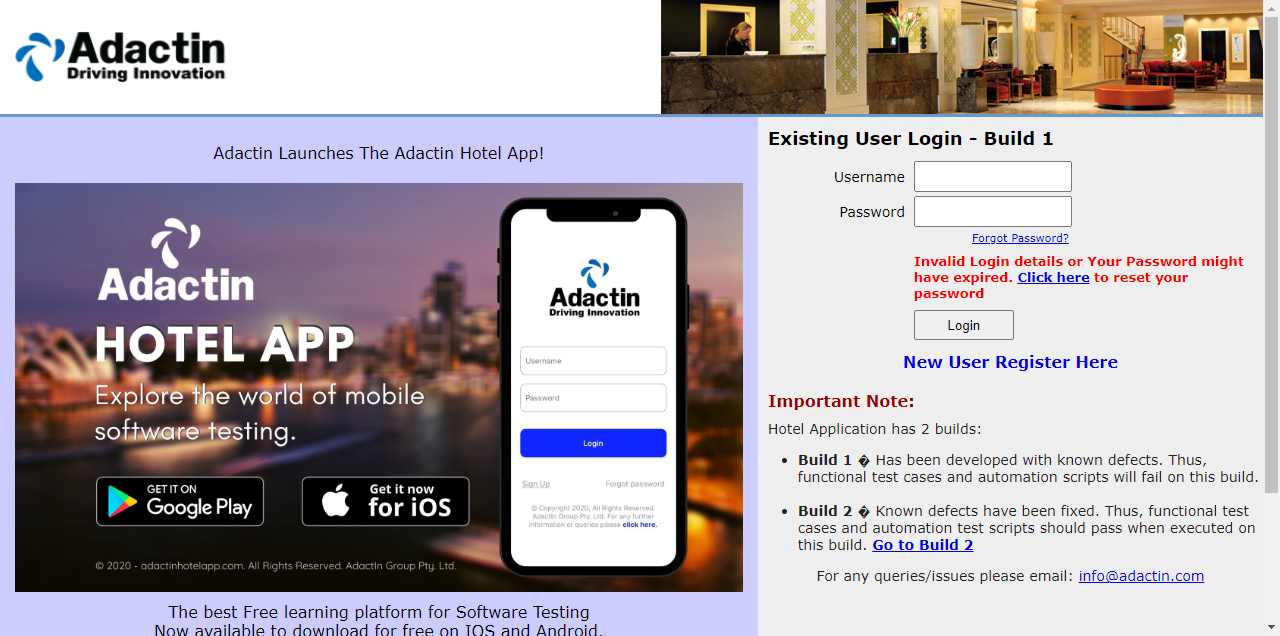 Adactin
Driving Innovation
Adactin Launches The Adactin Hotel App!
Adactin
HOTEL APP
Explore the world of mobile
software testing.
GET IT ON
Google Play
Get it now
for iOS
© 2020 - adactinhotelapp.com. All Rights Reserved. AdactIn Group Pty. Ltd.
Adactin
Driving Innovation
Username
Password
Login
Sign Up
Forgot password
© Copyright 2020, All Rights Reserved.
AdactIn Group Pty. Ltd. For any further
information or queries please click here.
The best Free learning platform for Software Testing
Now available to download for free on IOS and Android.
Existing User Login - Build 1
Username
Password
Forgot Password?
Invalid Login details or Your Password might
have expired. Click here to reset your
password
Login
New User Register Here
Important Note:
Hotel Application has 2 builds:
• Build 1 � Has been developed with known defects. Thus,
functional test cases and automation scripts will fail on this build.
• Build 2 � Known defects have been fixed. Thus, functional test
cases and automation test scripts should pass when executed on
this build. Go to Build 2
For any queries/issues please email: info@adactin.com